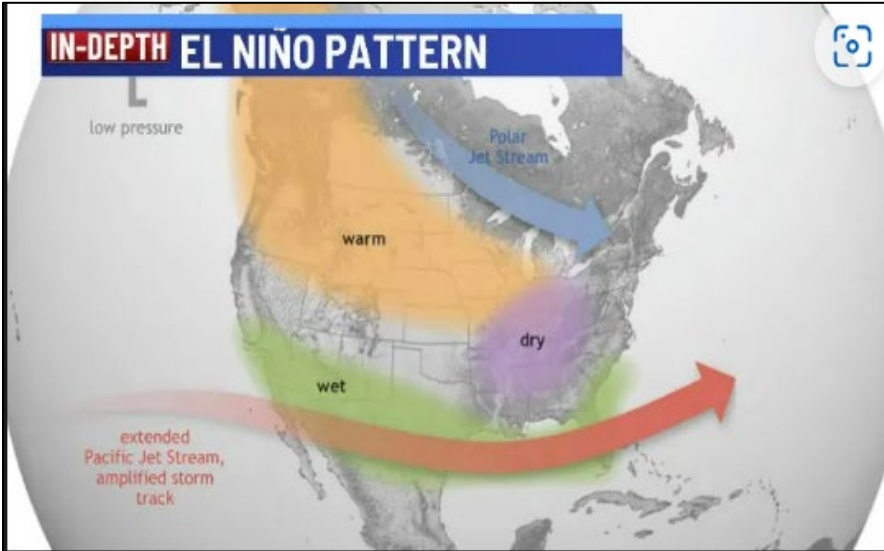 IN-DEPTH EL NIÑO PATTERN
L
low pressure
Polar
Jet Stream
warm
dry
wet
extended
Pacific Jet Stream,
amplified storm
track